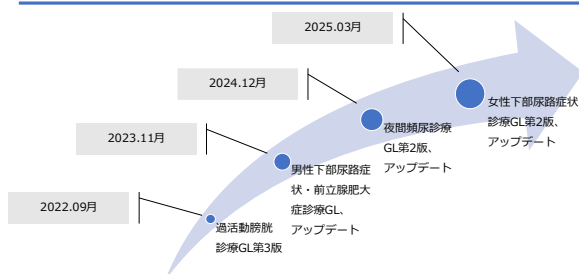 2025.03月
2024.12月
2023.11月
2022.09月
女性下部尿路症状
診療GL第2版、
アップデート
夜間頻尿診療
GL第2版、
アップデート
男性下部尿路症
状・前立腺肥大
症診療GL、
アップデート
過活動膀胱
診療GL第3版